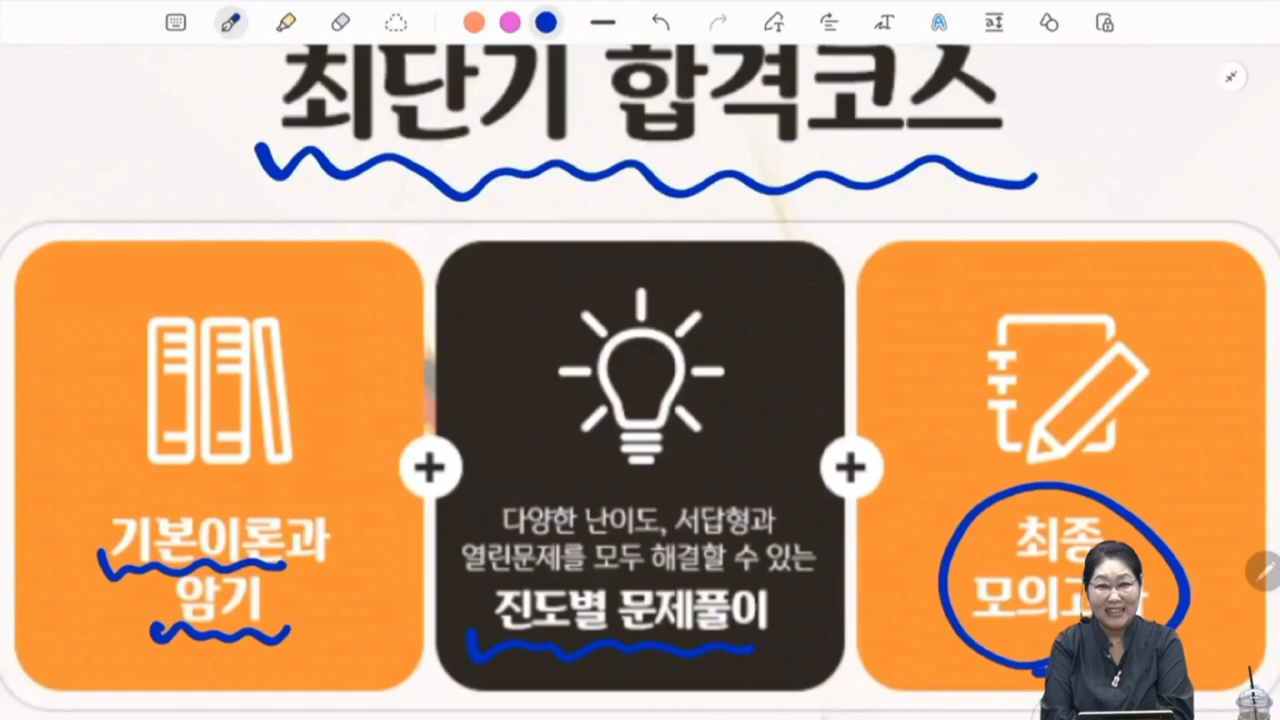 최단기 합격코스
기본이론과
암기
+
다양한 난이도, 서답형과
열린문제를 모두 해결할 수 있는
진도별 문제풀이
+
최종